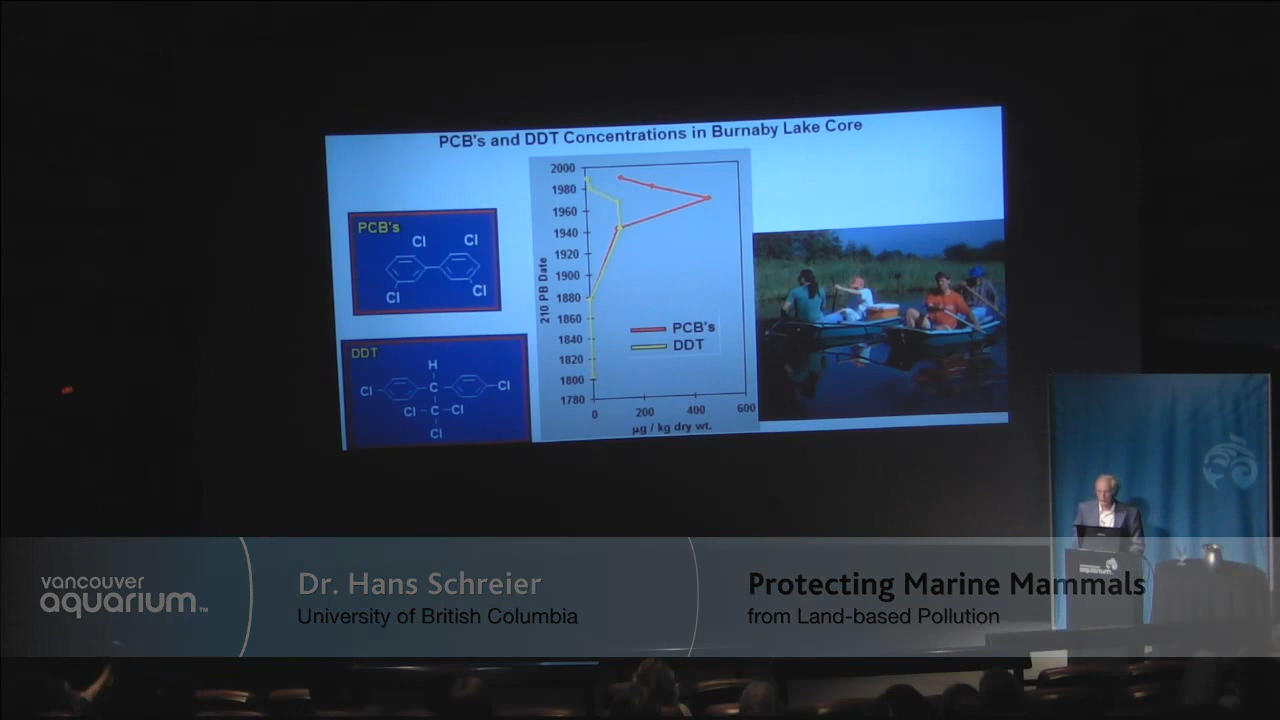 PCB's and DDT Concentrations in Burnaby Lake Core
PCB's
Cl Cl
Cl Cl
DDT
H
Cl C Cl
Cl C Cl
Cl
2000
1980
1960
1940
1920
1900
1880
1860
1840
1820
1800
1780
210 PB Date
PCB's
DDT
0 200 400 600
µg / kg dry wt.
vancouver
aquarium™
Dr. Hans Schreier
University of British Columbia
Protecting Marine Mammals
from Land-based Pollution
aquarium